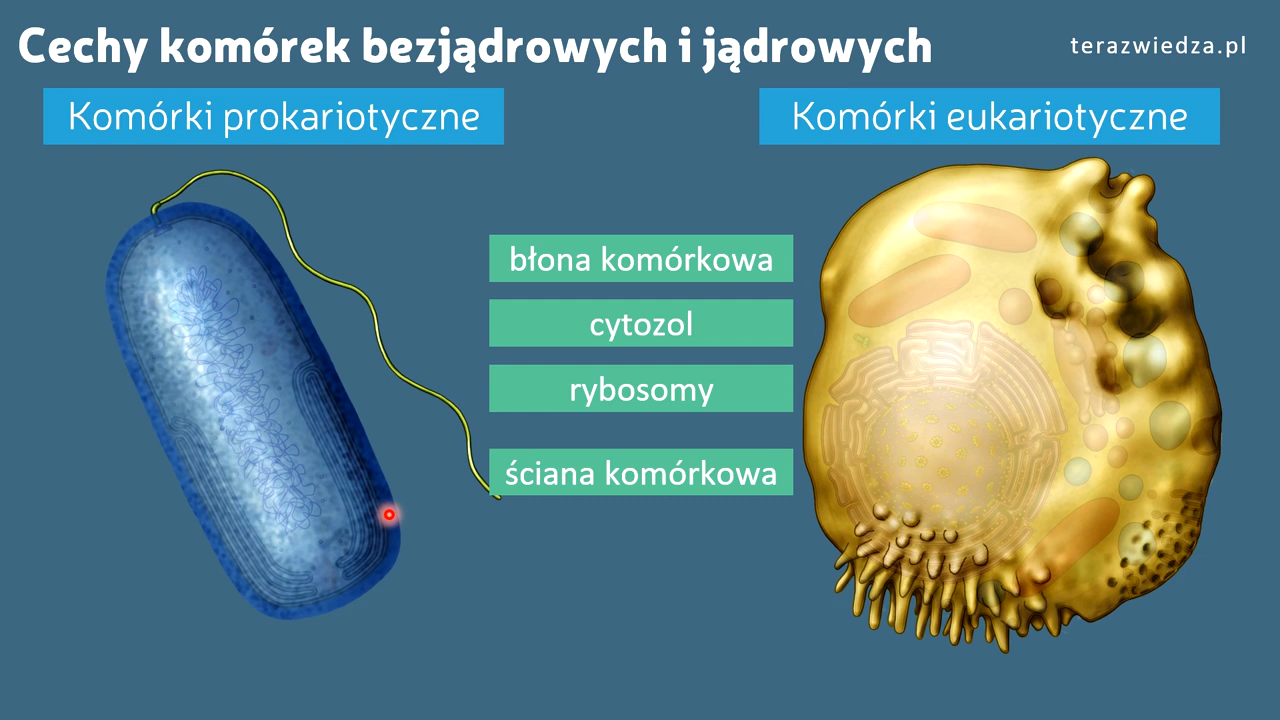 Cechy komórek bezjądrowych i jądrowych
terazwiedza.pl
Komórki prokariotyczne
Komórki eukariotyczne
błona komórkowa
cytozol
rybosomy
ściana komórkowa